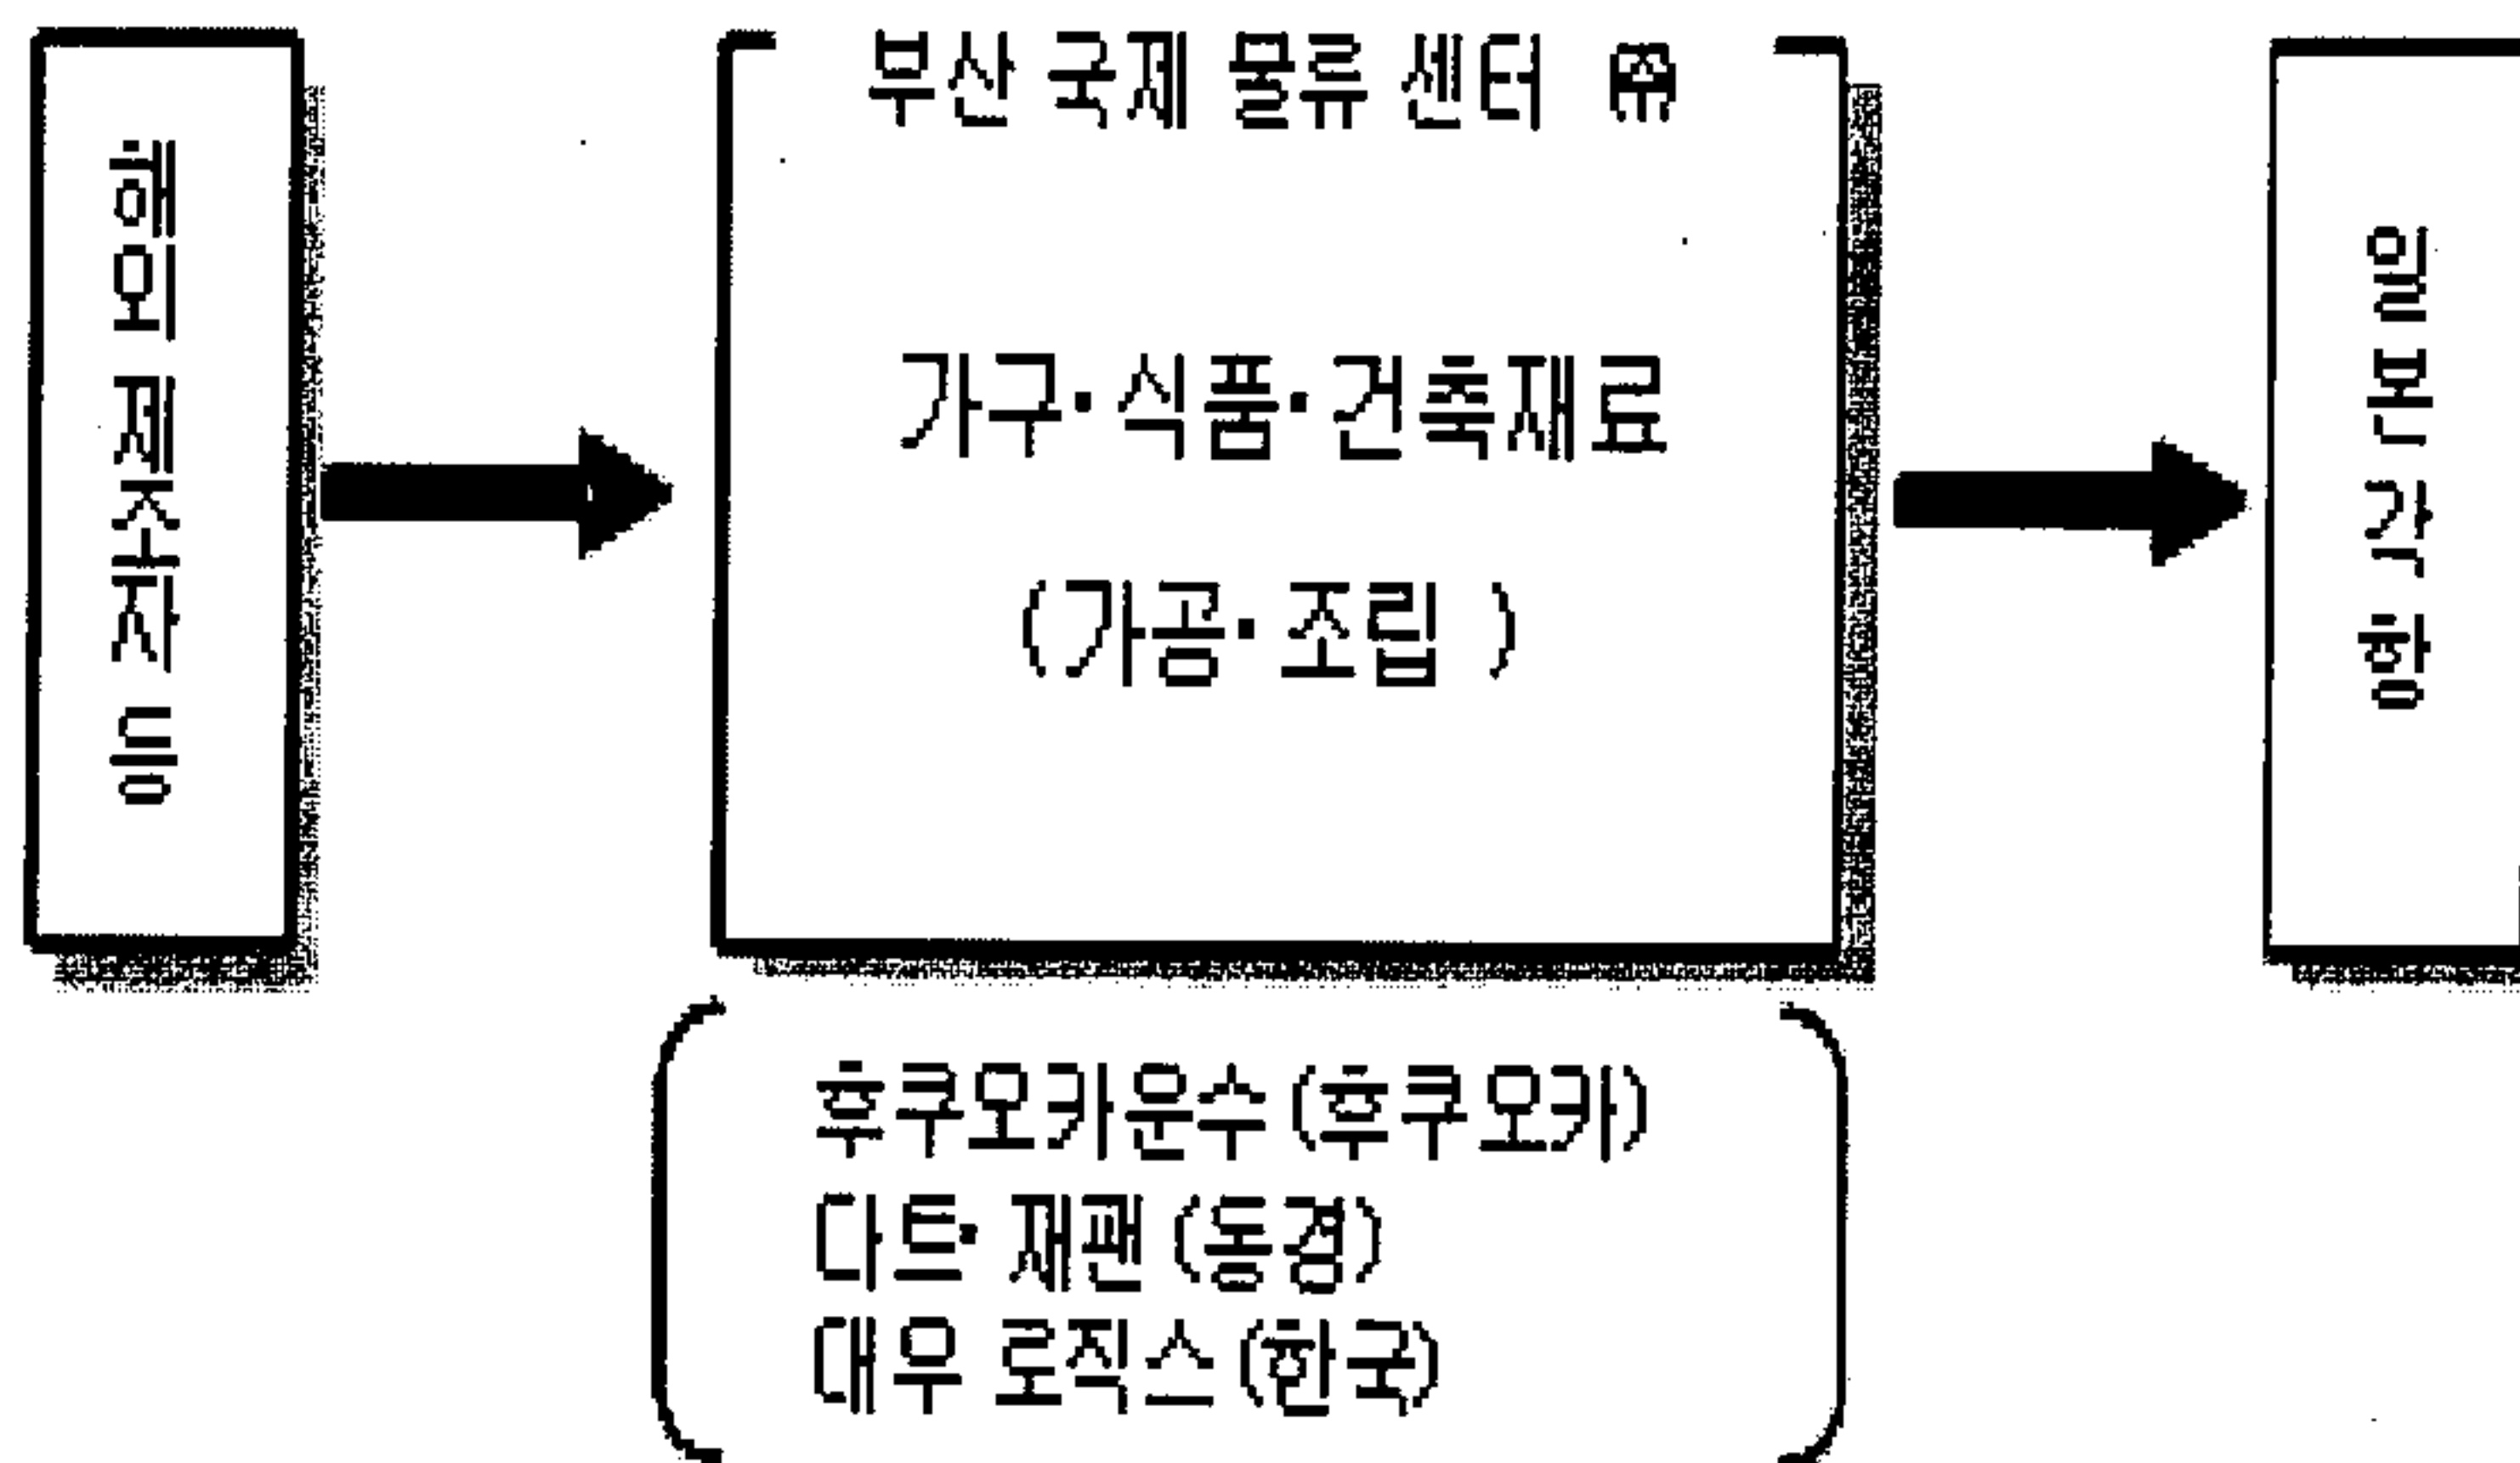 해외 제조자 등
부산 국제 물류 센터 ㈜
가구·식품·건축재료
(가공·조립 )
일본 각 항
후쿠오카운수 (후쿠오카)
다트· 재팬 (동경)
대우 로직스 (한국)